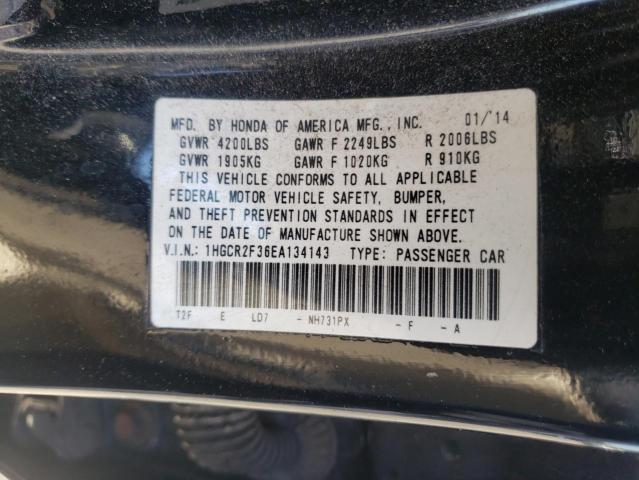 MFD. BY HONDA OF AMERICA MFG., INC. 01/'14
GVWR 4200LBS GAWR F 2249LBS R 2006LBS
GVWR 1905KG GAWR F 1020KG R 910KG
THIS VEHICLE CONFORMS TO ALL APPLICABLE
FEDERAL MOTOR VEHICLE SAFETY, BUMPER,
AND THEFT PREVENTION STANDARDS IN EFFECT
ON THE DATE OF MANUFACTURE SHOWN ABOVE.
V.I.N.: 1HGCR2F36EA134143 TYPE: PASSENGER CAR
T2F E LD7 - NH731PX - F - A